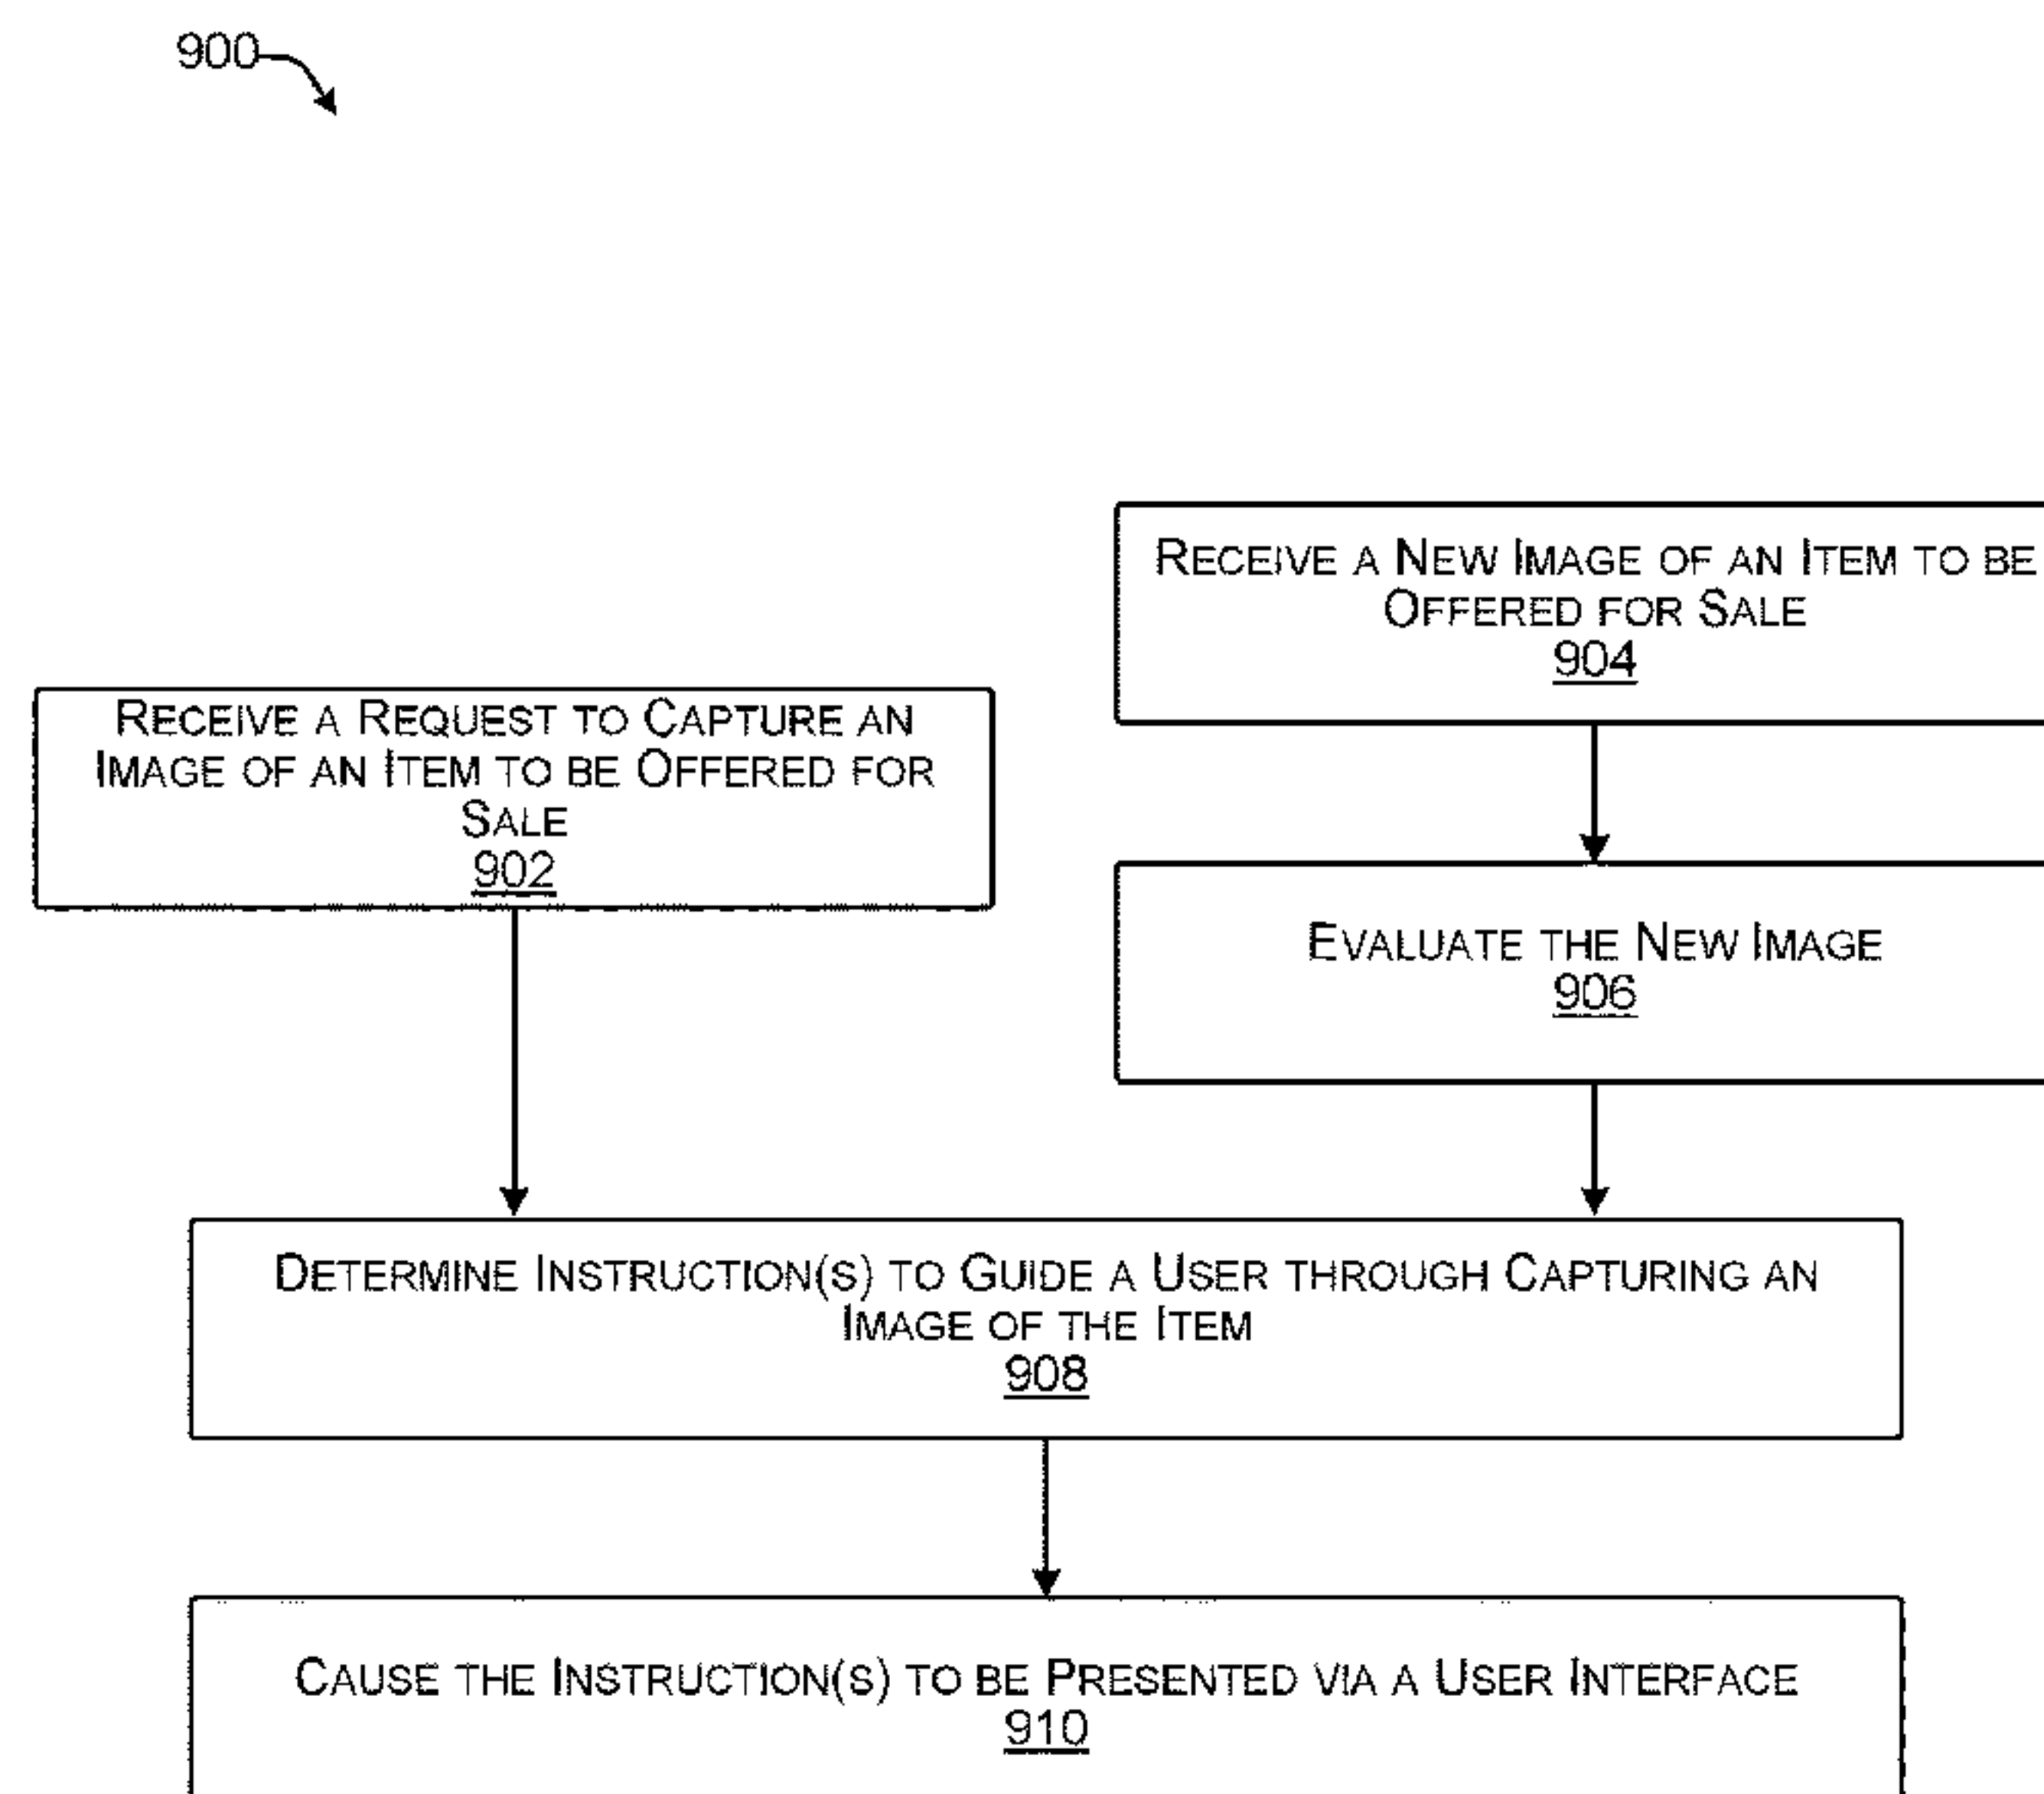 900
RECEIVE A NEW IMAGE OF AN ITEM TO BE
OFFERED FOR SALE
904
RECEIVE A REQUEST TO CAPTURE AN
IMAGE OF AN ITEM TO BE OFFERED FOR
SALE
902
EVALUATE THE NEW IMAGE
906
DETERMINE INSTRUCTION(S) TO GUIDE A USER THROUGH CAPTURING AN
IMAGE OF THE ITEM
908
CAUSE THE INSTRUCTION(S) TO BE PRESENTED VIA A USER INTERFACE
910